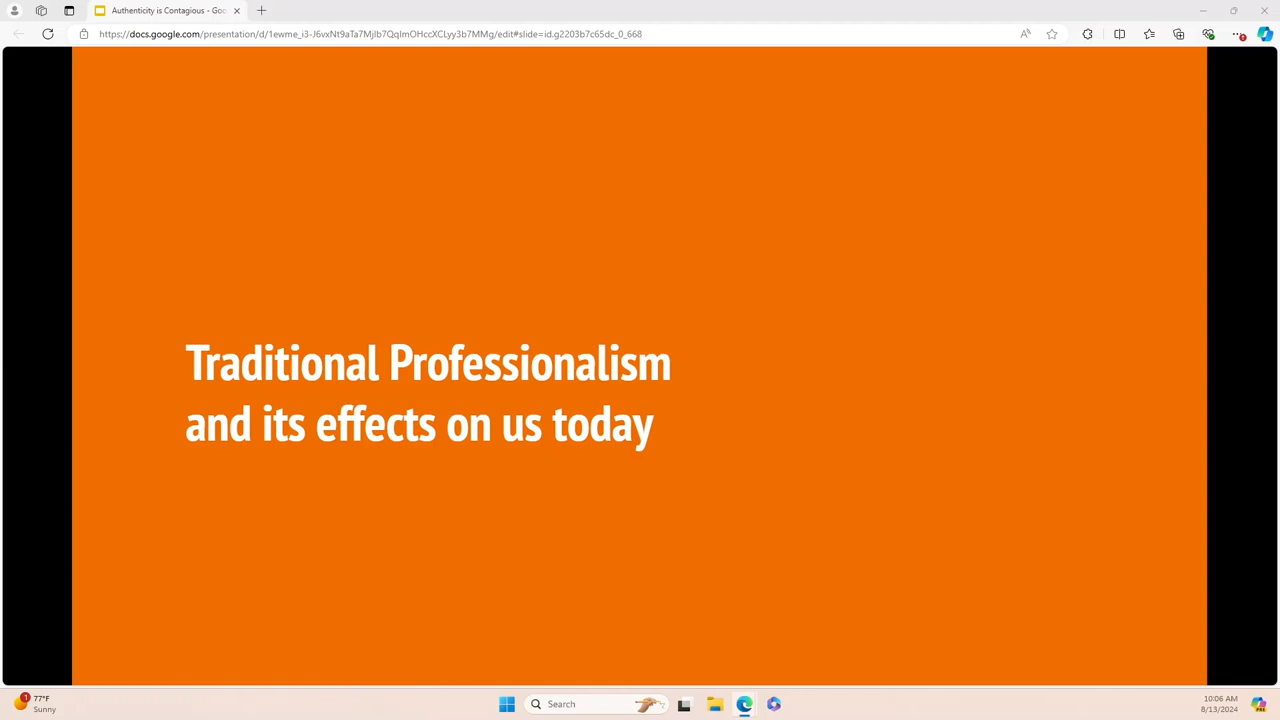 Authenticity is Contagious - Goo
https://docs.google.com/presentation/d/1ewme_i3-J6vxNt9aTa7MjIb7QqImOHccXCLyy3b7MMg/edit#slide=id.g2203b7c65dc_0_668
Traditional Professionalism
and its effects on us today
77°F
Sunny
Search
10:06 AM
8/13/2024